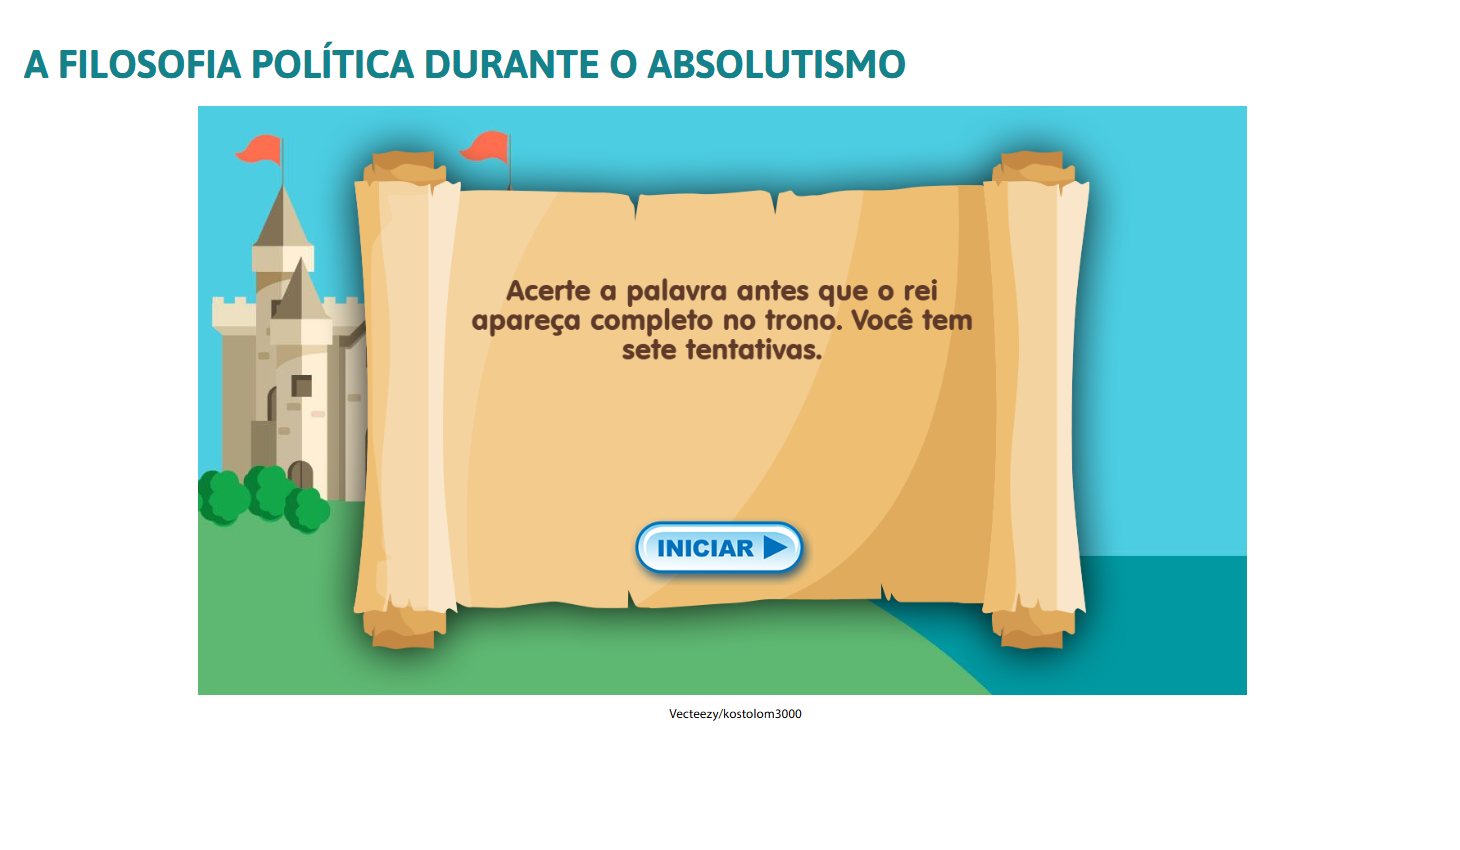 A FILOSOFIA POLÍTICA DURANTE O ABSOLUTISMO
Acerte a palavra antes que o rei
apareça completo no trono. Você tem
sete tentativas.
INICIAR
Vecteezy/kostolom3000